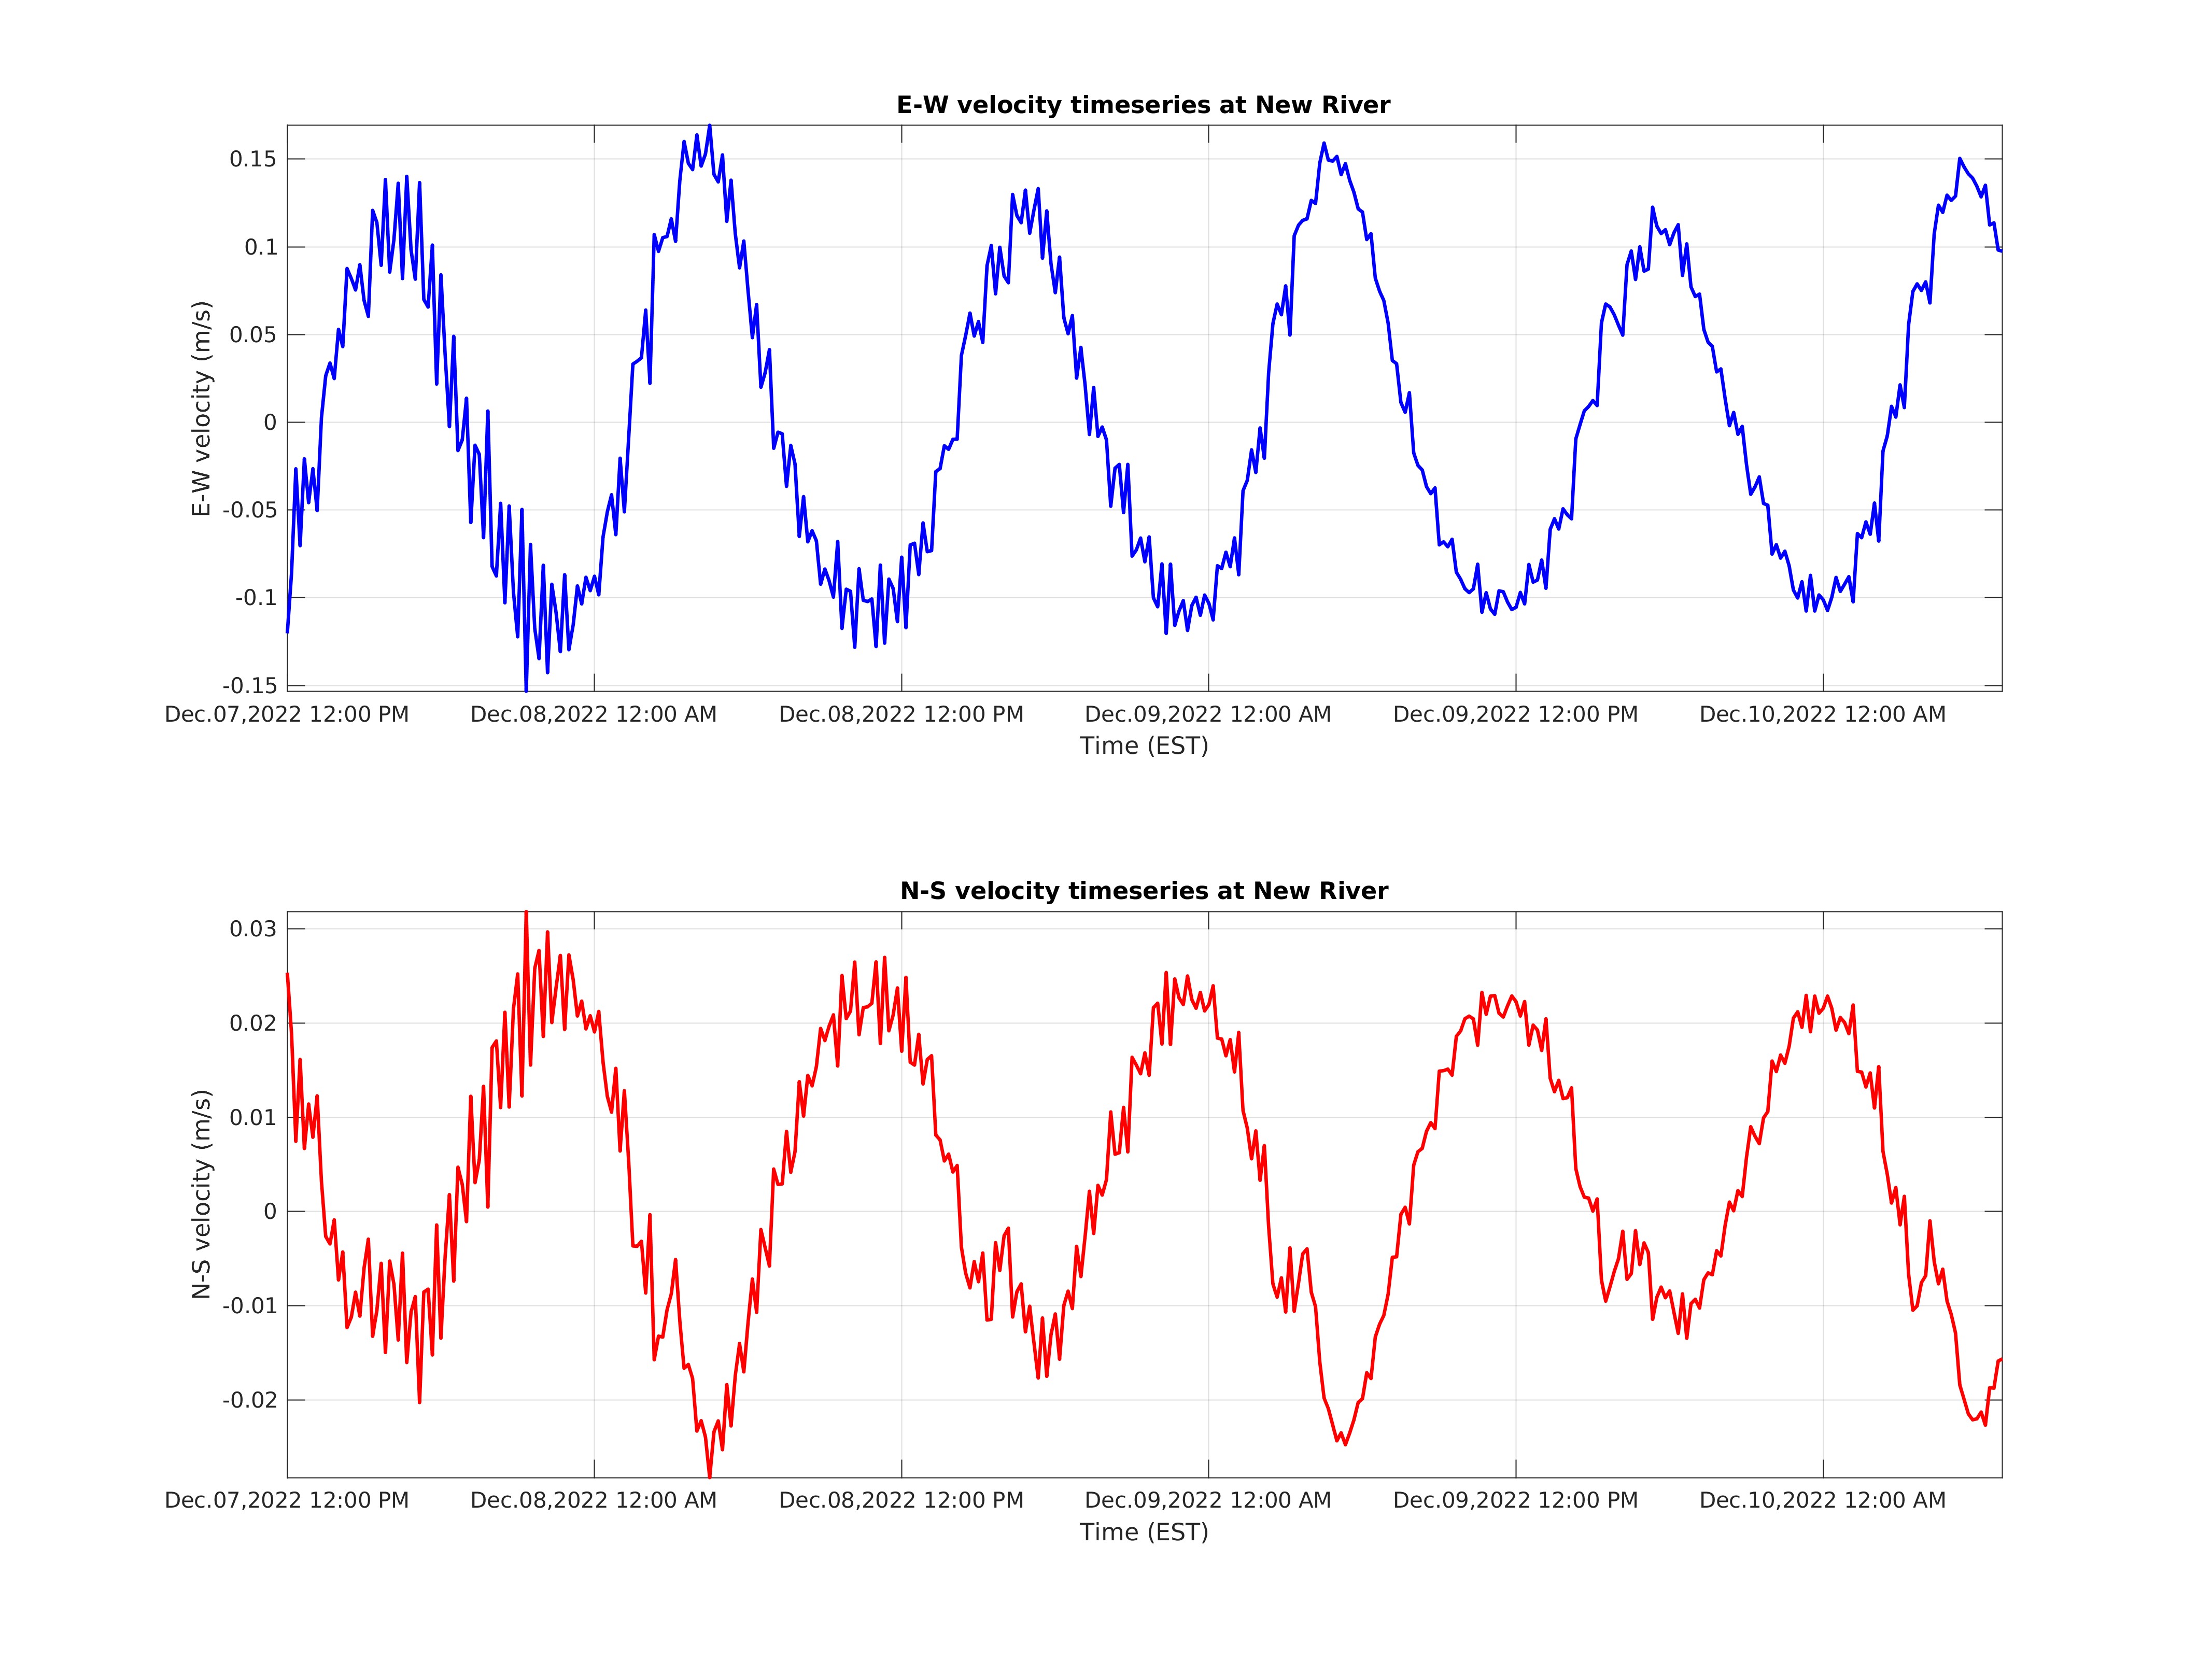 E-W velocity timeseries at New River
E-W velocity (m/s)
0.15
0.1
0.05
0
-0.05
-0.1
-0.15
Dec.07,2022 12:00 PM Dec.08,2022 12:00 AM Dec.08,2022 12:00 PM Dec.09,2022 12:00 AM Dec.09,2022 12:00 PM Dec.10,2022 12:00 AM
Time (EST)
N-S velocity timeseries at New River
N-S velocity (m/s)
0.03
0.02
0.01
0
-0.01
-0.02
Dec.07,2022 12:00 PM Dec.08,2022 12:00 AM Dec.08,2022 12:00 PM Dec.09,2022 12:00 AM Dec.09,2022 12:00 PM Dec.10,2022 12:00 AM
Time (EST)